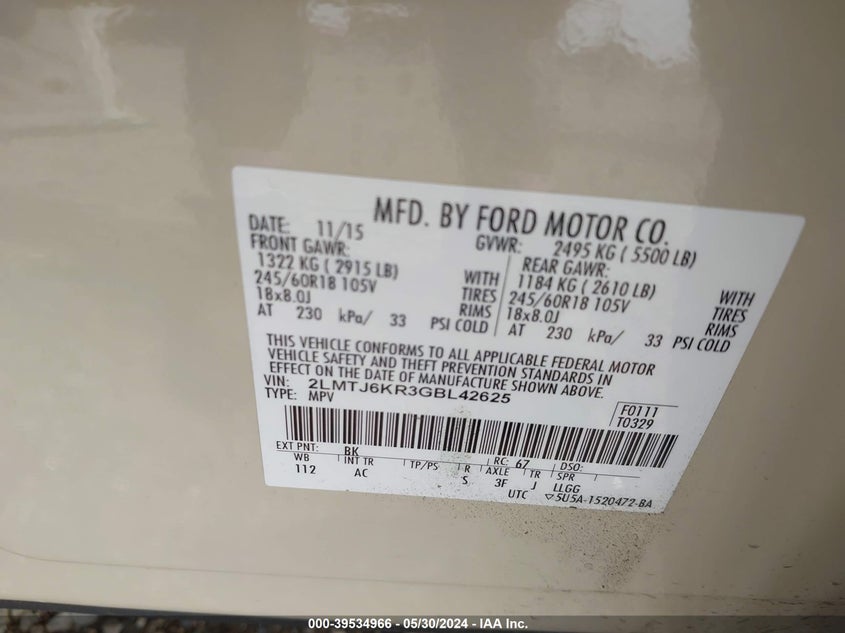 MFD. BY FORD MOTOR CO.
DATE: 11/15 GVWR: 2495 KG ( 5500 LB)
FRONT GAWR: REAR GAWR:
1322 KG ( 2915 LB) WITH 1184 KG ( 2610 LB) WITH
245/60R18 105V TIRES 245/60R18 105V TIRES
18x8.0J RIMS 18x8.0J RIMS
AT 230 kPa/ 33 PSI COLD AT 230 kPa/ 33 PSI COLD
THIS VEHICLE CONFORMS TO ALL APPLICABLE FEDERAL MOTOR
VEHICLE SAFETY AND THEFT PREVENTION STANDARDS IN
EFFECT ON THE DATE OF MANUFACTURE SHOWN ABOVE.
VIN: 2LMTJ6KR3GBL42625
TYPE: MPV
F0111
T0329
EXT PNT: BK RC: 67 DSO:
WB INT TR TP/PS R AXLE TR SPR
112 AC S 3F J LLGG
UTC ▽5U5A-1520472-BA
000-39534966 - 05/30/2024 - IAA Inc.